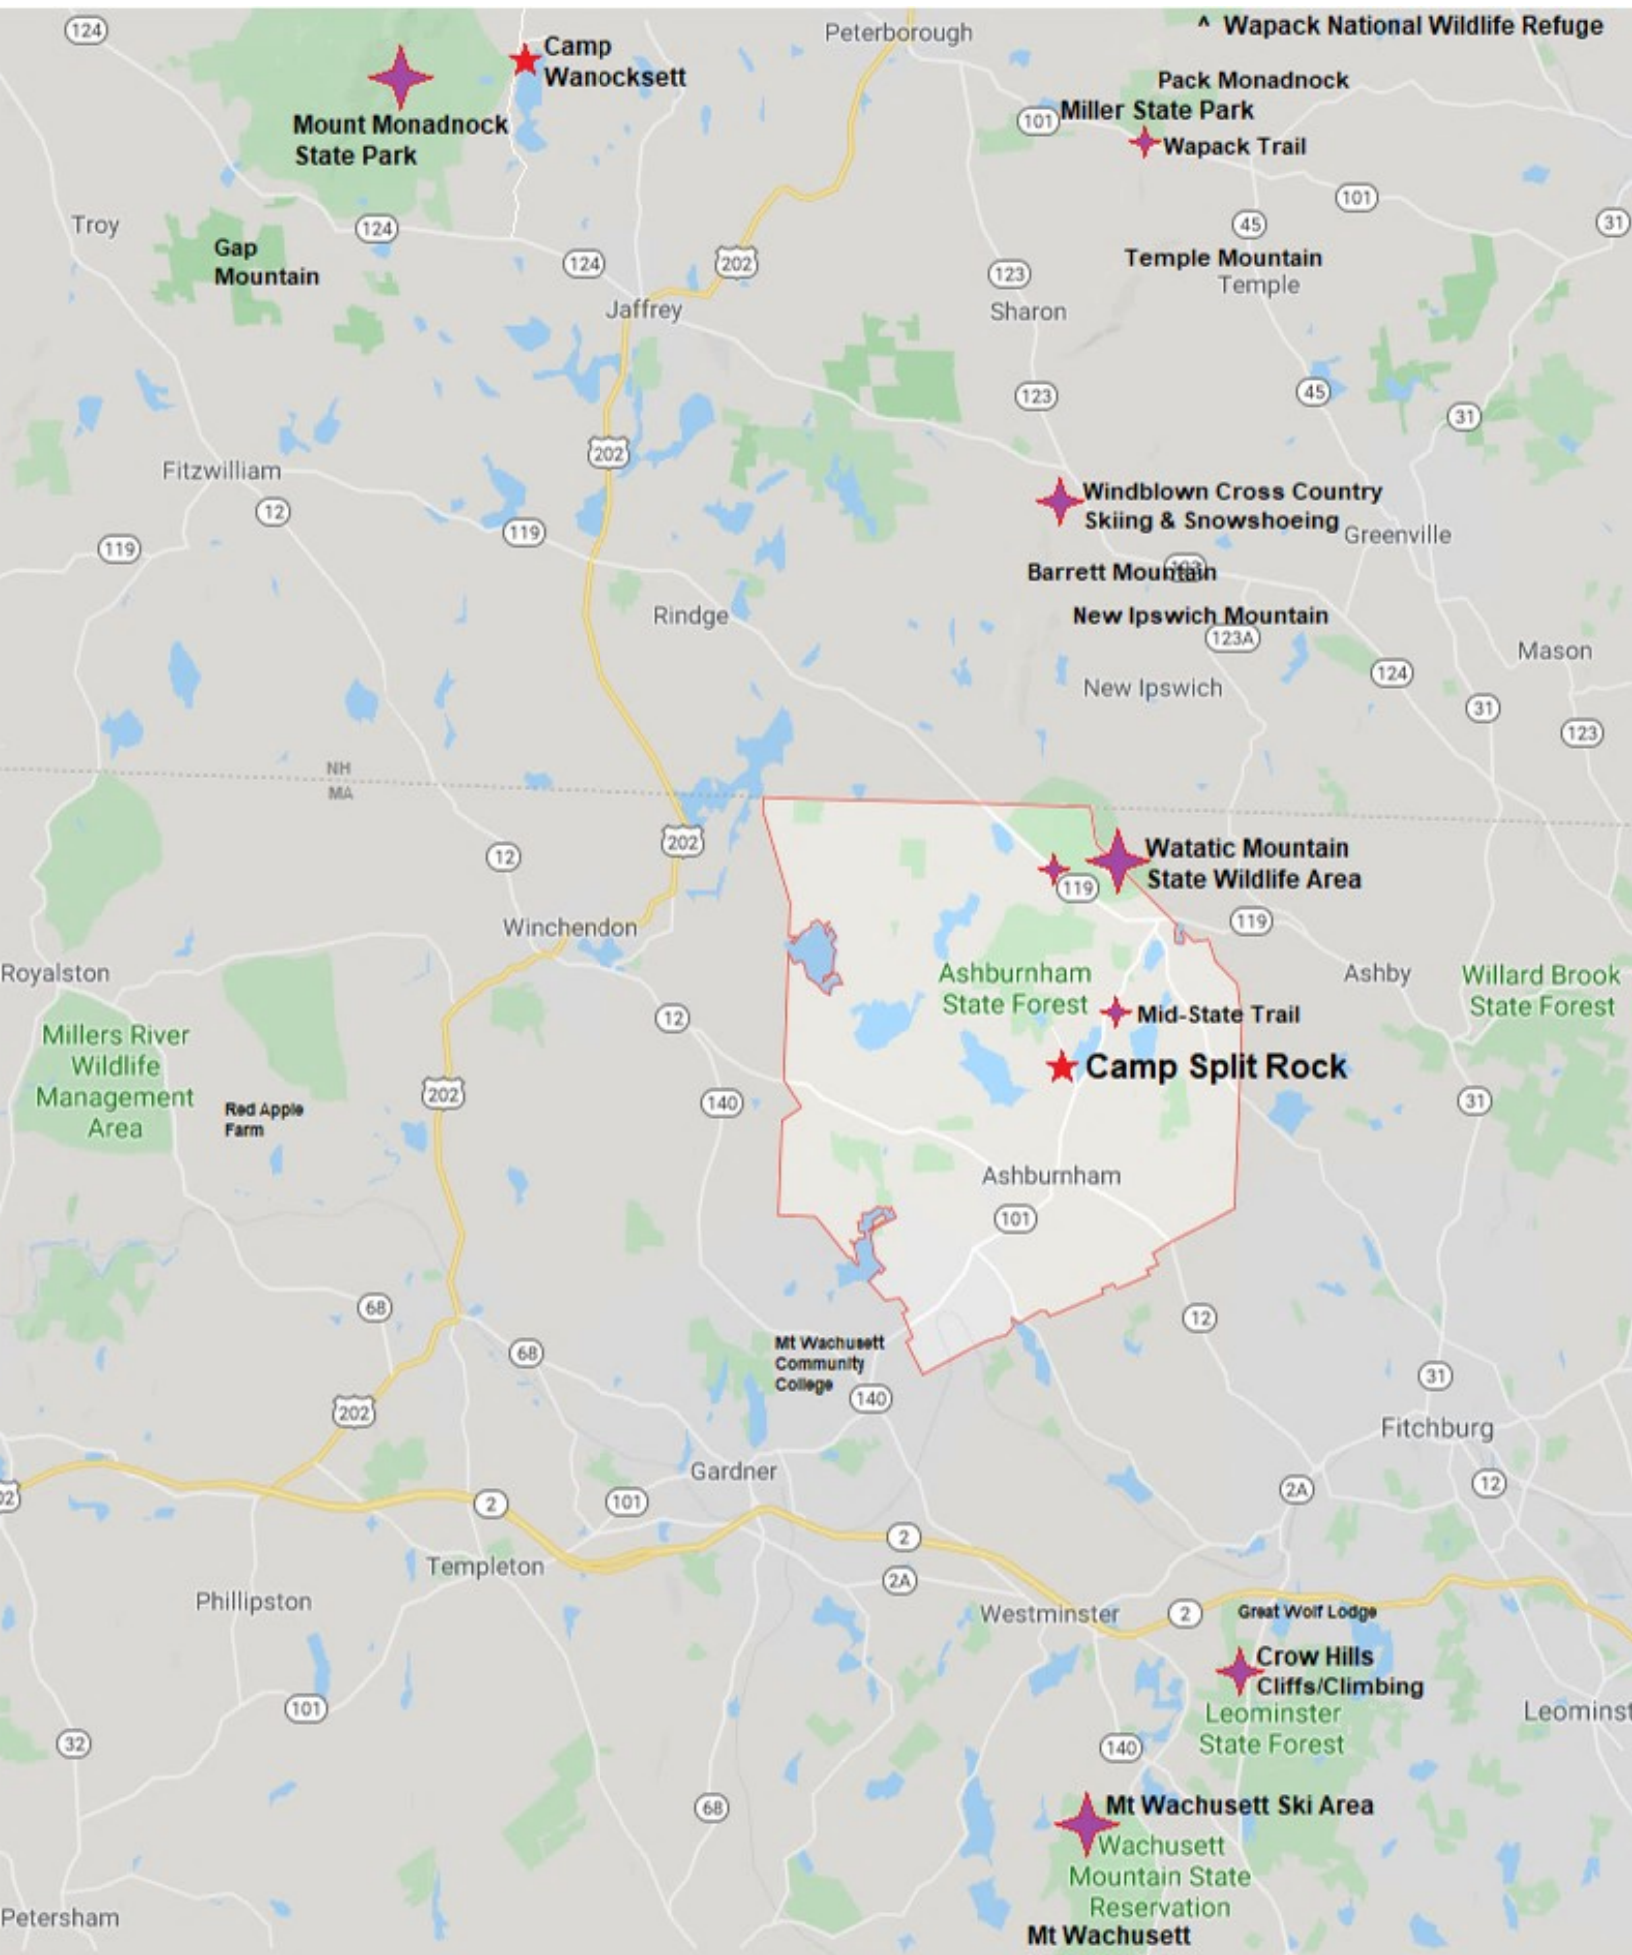 124
Peterborough
^ Wapack National Wildlife Refuge
Camp
Wanocksett
Pack Monadnock
Miller State Park
101
Mount Monadnock
State Park
Wapack Trail
101
Troy
124
45
31
Gap
Mountain
124
202
Temple Mountain
Temple
123
Jaffrey
Sharon
123
45
31
202
Fitzwilliam
12
119
119
Windblown Cross Country
Skiing & Snowshoeing
Greenville
Barrett Mountain
Rindge
New Ipswich Mountain
123A
Mason
124
New Ipswich
31
123
NH
MA
202
12
Watatic Mountain
State Wildlife Area
119
119
Winchendon
Royalston
Ashburnham
State Forest
Ashby
Willard Brook
State Forest
12
Mid-State Trail
Millers River
Wildlife
Management
Area
Camp Split Rock
202
Red Apple
Farm
140
31
Ashburnham
101
68
12
68
Mt Wachusett
Community
College
140
31
202
Fitchburg
Gardner
02
2
101
2A
12
2
Templeton
2A
Phillipston
Westminster
2
Great Wolf Lodge
Crow Hills
Cliffs/Climbing
101
Leominster
State Forest
Leominst
32
140
68
Mt Wachusett Ski Area
Wachusett
Mountain State
Reservation
Petersham
Mt Wachusett